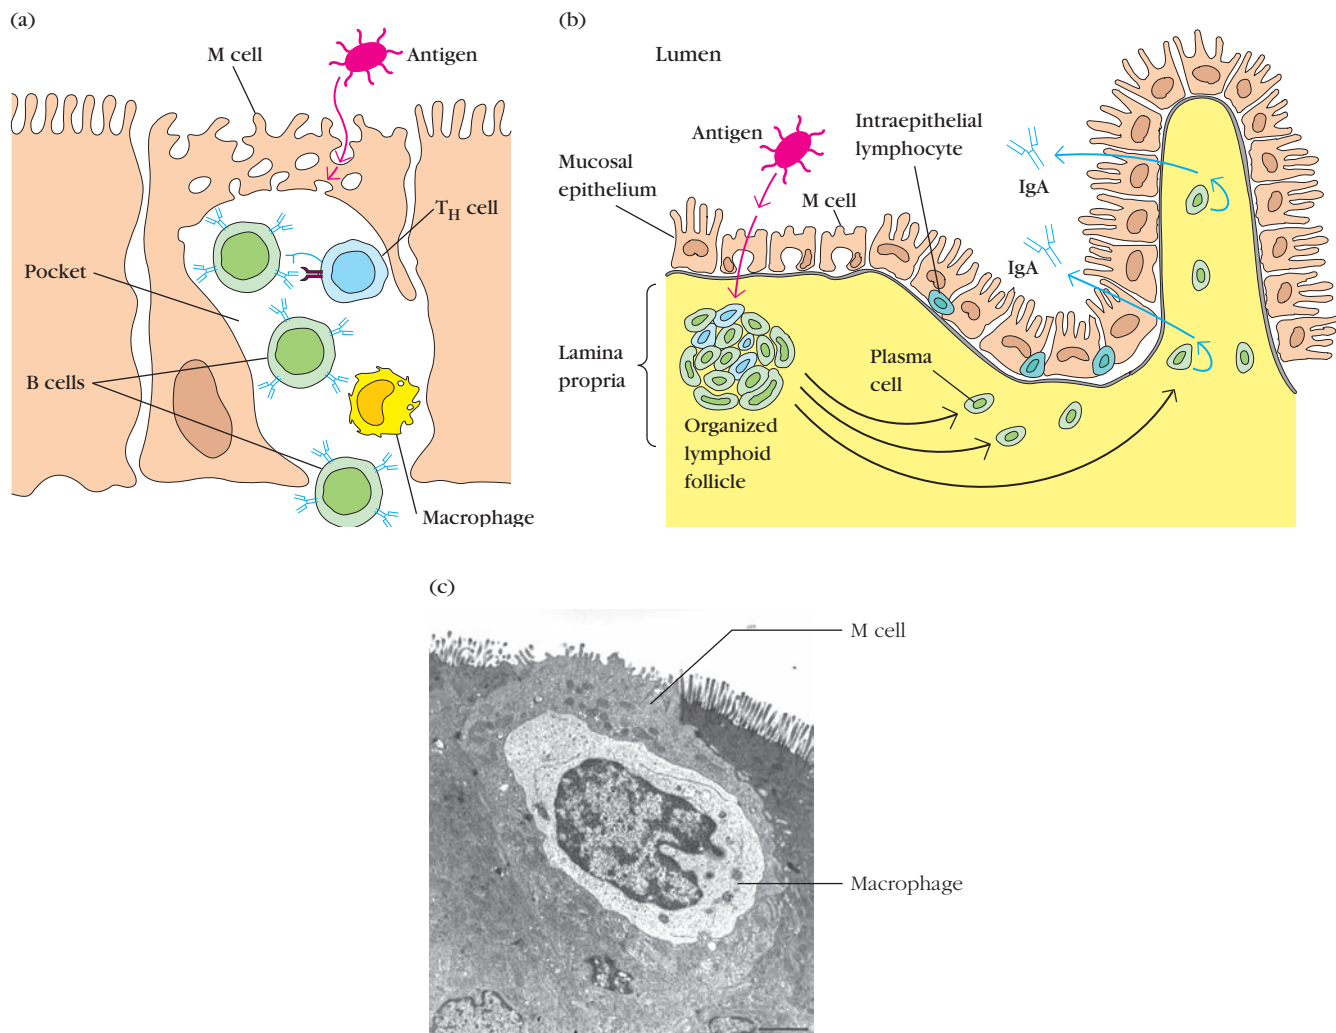 (a)
M cell
Antigen
T_H cell
Pocket
B cells
Macrophage
(b)
Lumen
Antigen
Intraepithelial
lymphocyte
Mucosal
epithelium
M cell
IgA
IgA
Lamina
propria
Plasma
cell
Organized
lymphoid
follicle
(c)
M cell
Macrophage